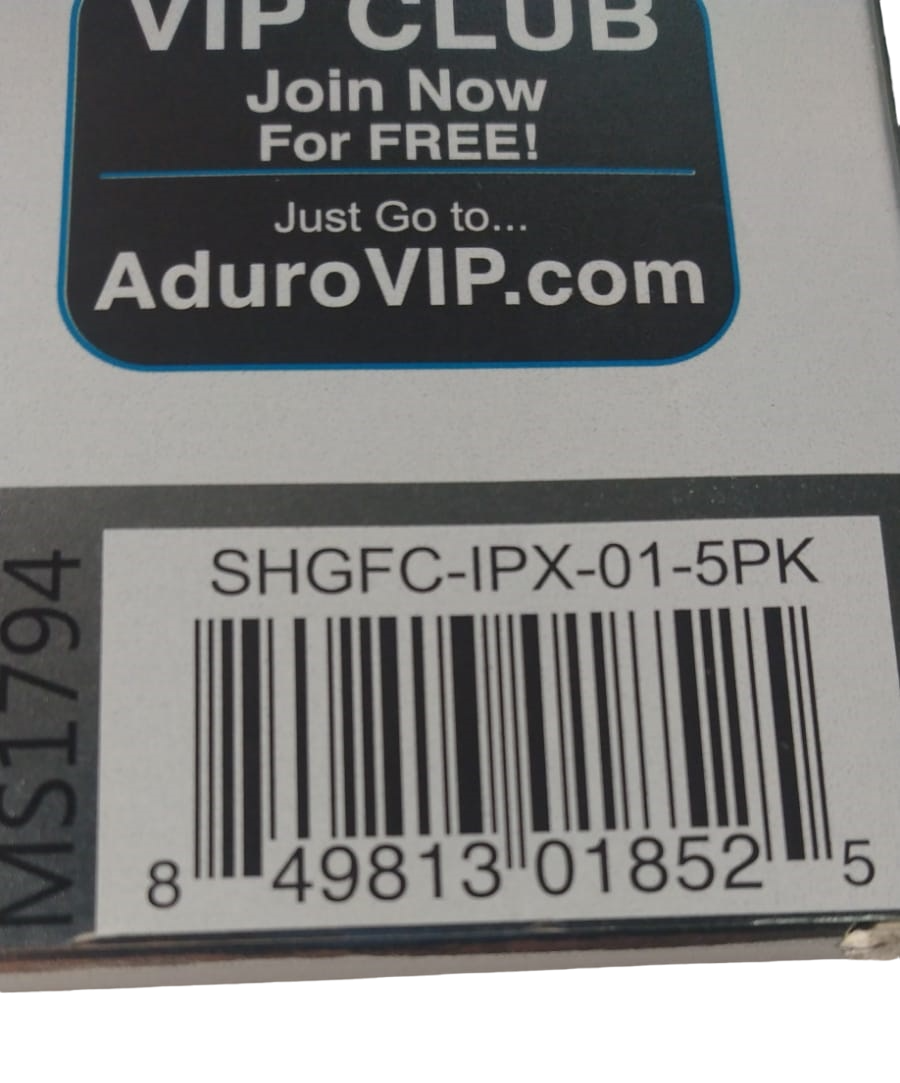 VIP CLUB
Join Now
For FREE!
Just Go to...
AduroVIP.com
MS1794
SHGFC-IPX-01-5PK
8 49813 01852 5